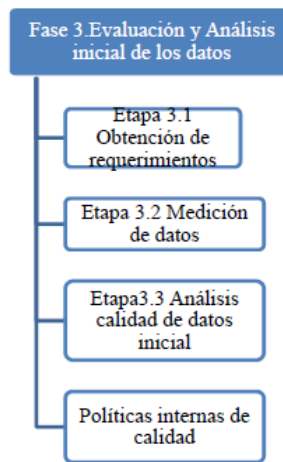 Fase 3.Evaluación y Análisis
inicial de los datos
Etapa 3.1
Obtención de
requerimientos
Etapa 3.2 Medición
de datos
Etapa3.3 Análisis
calidad de datos
inicial
Políticas internas de
calidad